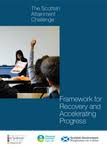 The Scottish
Attainment
Challenge
Framework for
Recovery and
Accelerating
Progress